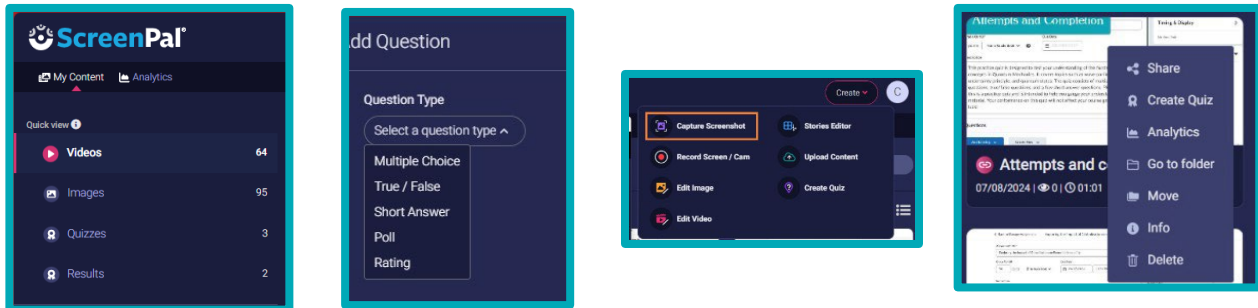 ScreenPal
My Content Analytics
Quick view
Videos 64
Images 95
Quizzes 3
Results 2
dd Question
Question Type
Select a question type
Multiple Choice
True / False
Short Answer
Poll
Rating
Create C
Capture Screenshot Stories Editor
Record Screen / Cam Upload Content
Edit Image Create Quiz
Edit Video
Attempts and Completion
Timing & Display
Attempts and c
07/08/2024 | 0 | 01:01
Share
Create Quiz
Analytics
Go to folder
Move
Info
Delete